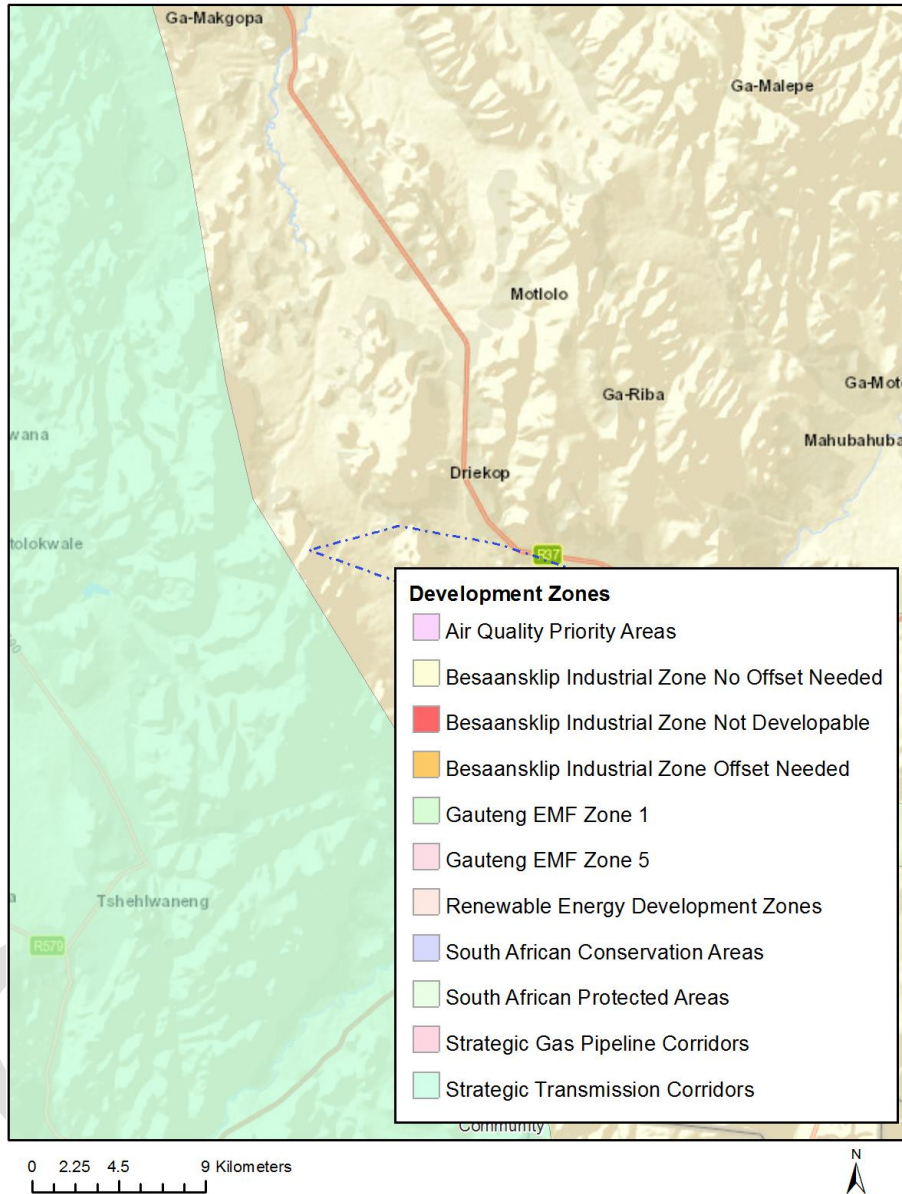 Ga-Makgopa
Ga-Malepe
Motlolo
Ga-Riba
Ga-Mot
Mahubahuba
wana
Driekop
tolokwale
R37
Development Zones
Air Quality Priority Areas
Besaansklip Industrial Zone No Offset Needed
Besaansklip Industrial Zone Not Developable
Besaansklip Industrial Zone Offset Needed
Gauteng EMF Zone 1
Gauteng EMF Zone 5
Renewable Energy Development Zones
South African Conservation Areas
South African Protected Areas
Strategic Gas Pipeline Corridors
Strategic Transmission Corridors
a
Tshehlwaneng
R579
Community
0 2.25 4.5 9 Kilometers
N